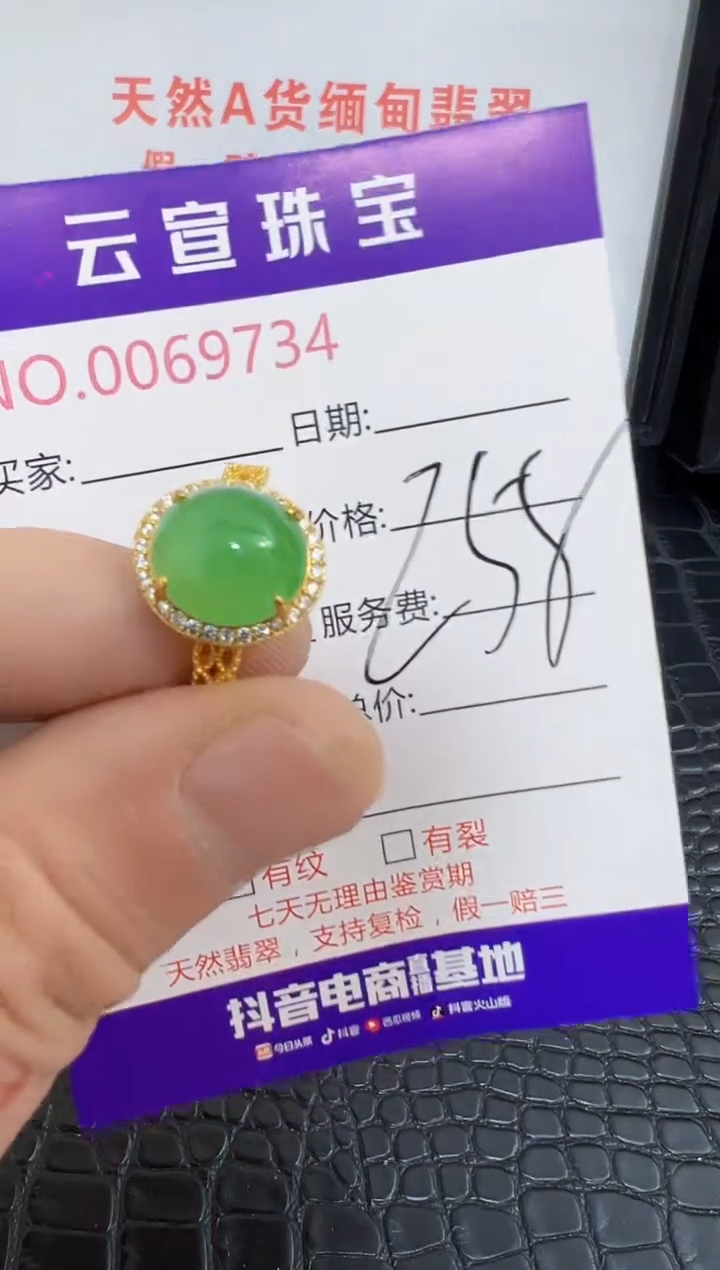 天然A货缅甸翡翠
云宣珠宝
NO.0069734
日期:
买家:
价格:
258
服务费:
总价:
有纹 有裂
七天无理由鉴赏期
天然翡翠，支持复检，假一赔三
抖音电商直播基地
今日头条 抖音 西瓜视频 抖音火山版